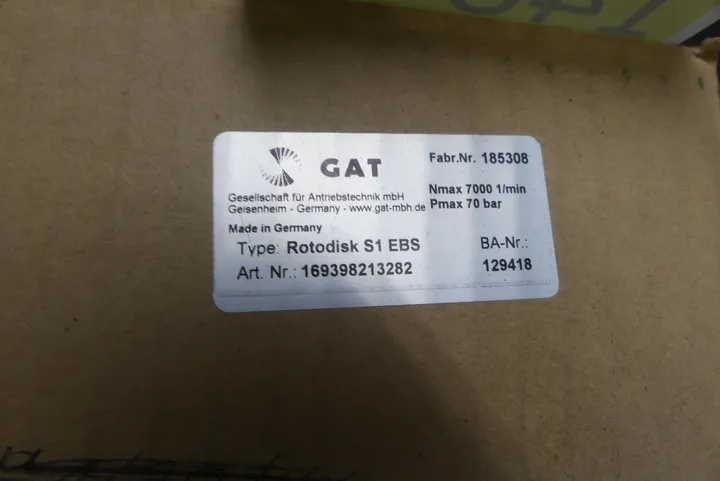 GAT
Fabr.Nr. 185308
Gesellschaft für Antriebstechnik mbH
Geisenheim - Germany - www.gat-mbh.de
Nmax 7000 1/min
Pmax 70 bar
Made in Germany
Type: Rotodisk S1 EBS
BA-Nr.:
Art. Nr.: 169398213282
129418